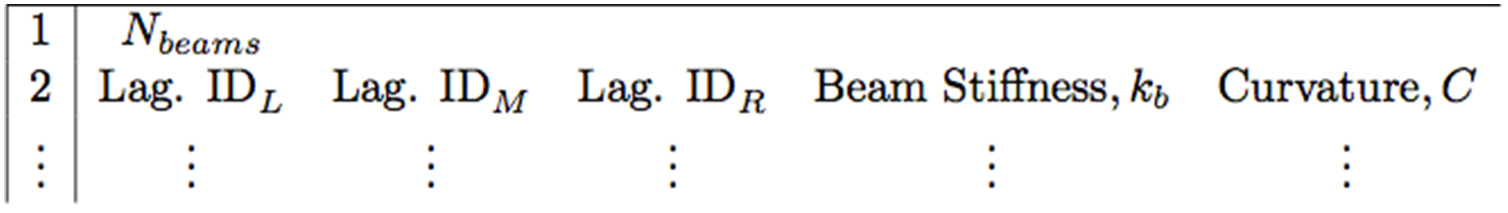 1 N_beams
2 Lag. ID_L Lag. ID_M Lag. ID_R Beam Stiffness, k_b Curvature, C
⋮ ⋮ ⋮ ⋮ ⋮ ⋮